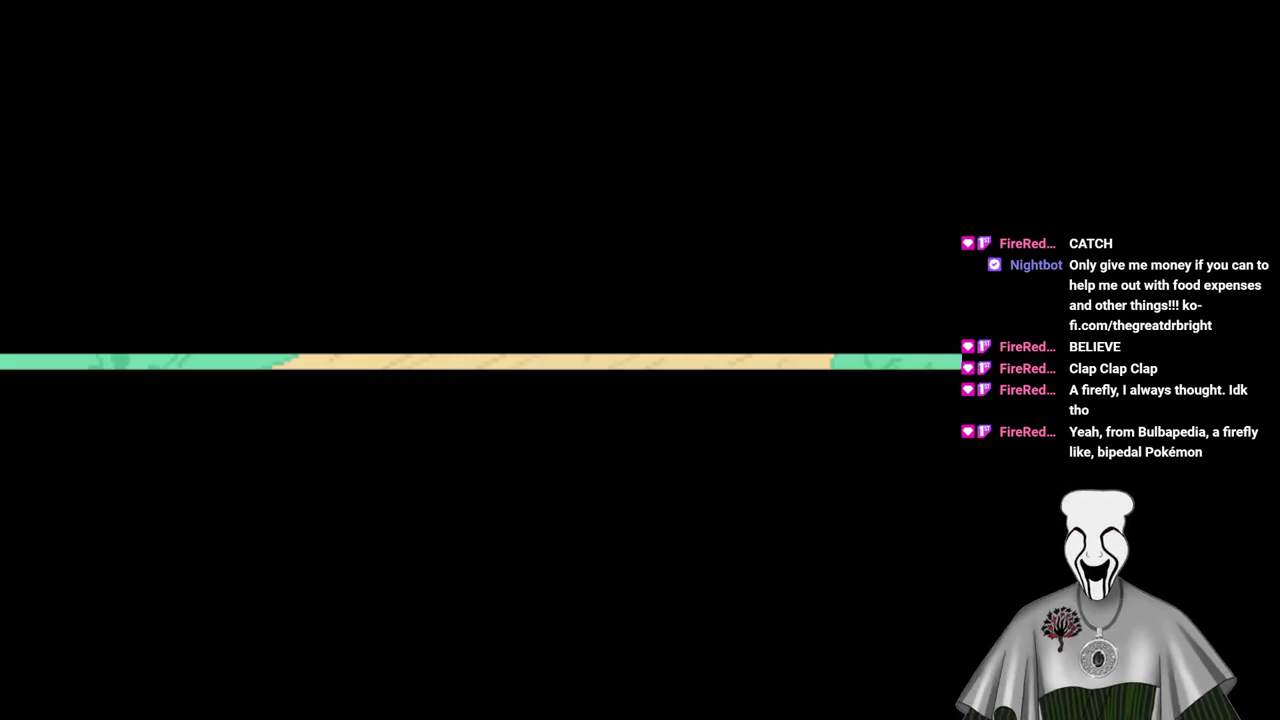 FireRed... CATCH
Nightbot Only give me money if you can to
help me out with food expenses
and other things!!! ko-
fi.com/thegreatdrbright
FireRed... BELIEVE
FireRed... Clap Clap Clap
FireRed... A firefly, I always thought. Idk
tho
FireRed... Yeah, from Bulbapedia, a firefly
like, bipedal Pokémon